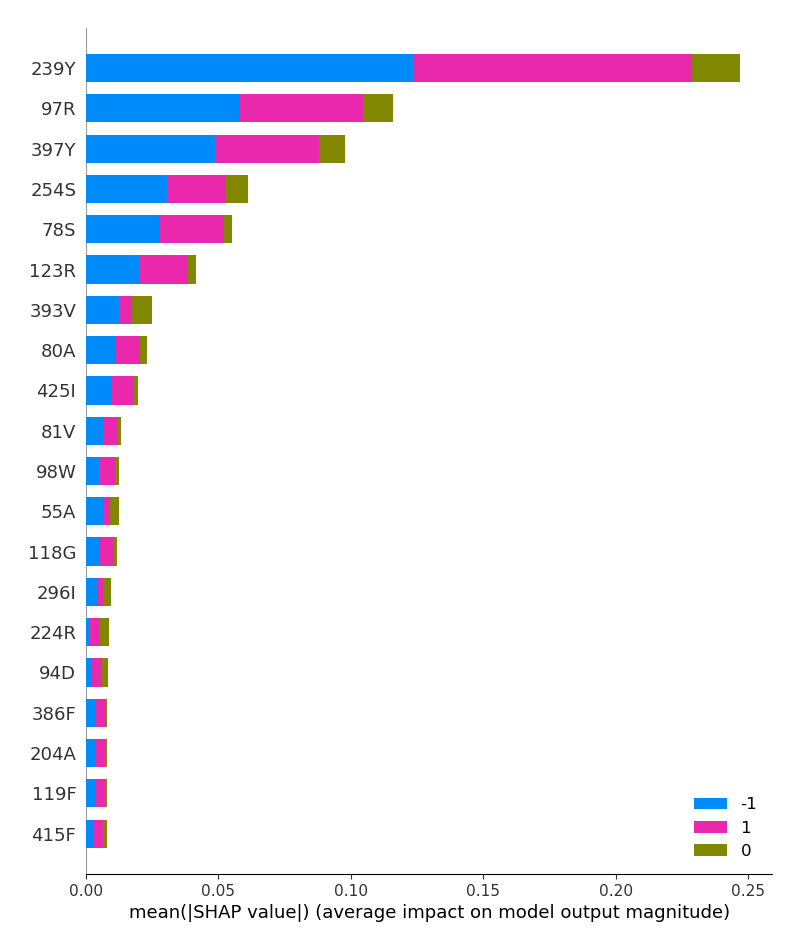 239Y
97R
397Y
254S
78S
123R
393V
80A
425I
81V
98W
55A
118G
296I
224R
94D
386F
204A
119F
415F
-1
1
0
0.00 0.05 0.10 0.15 0.20 0.25
mean(|SHAP value|) (average impact on model output magnitude)